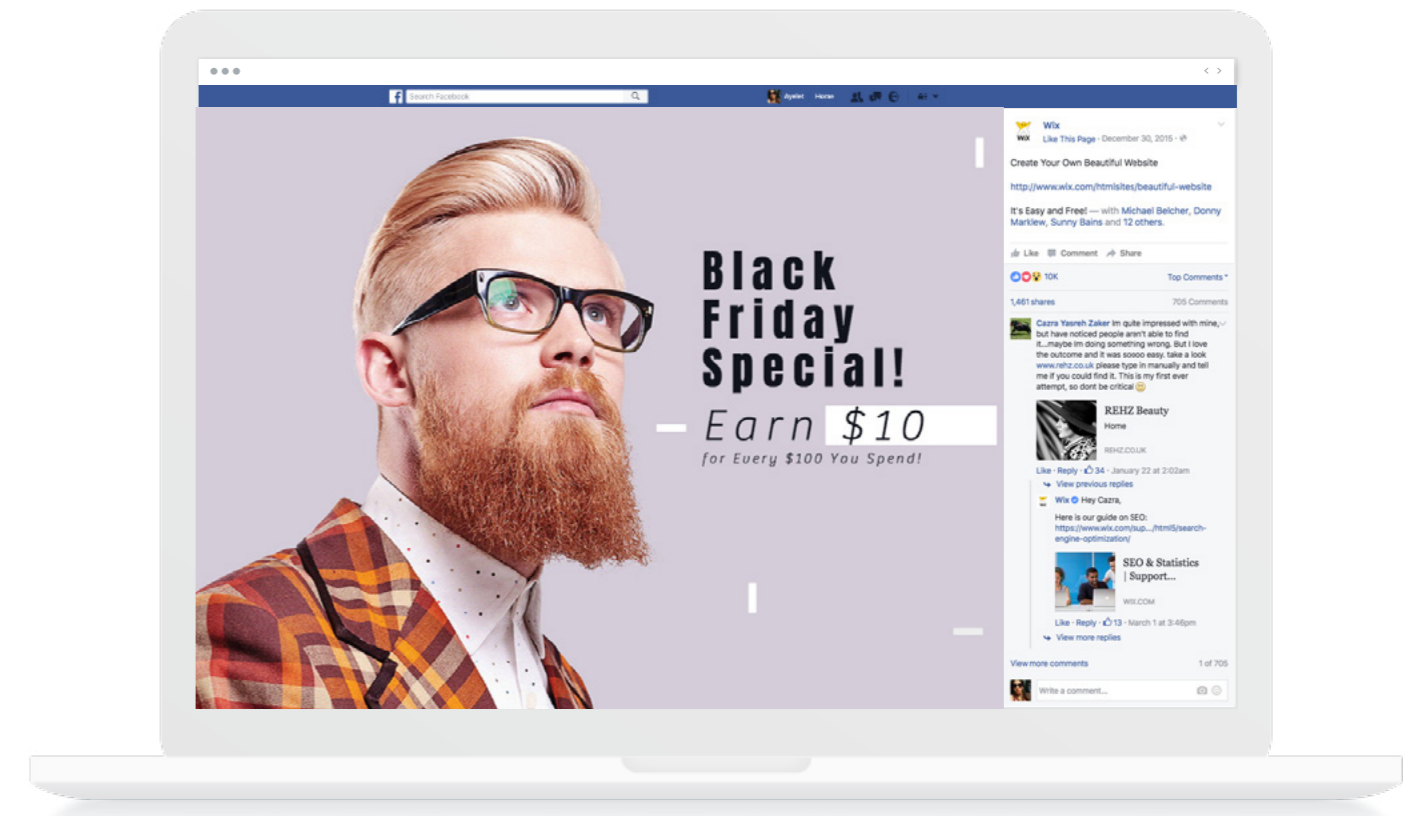 Search Facebook
Ayelet Home
Black
Friday
Special!
Earn $10
for Every $100 You Spend!
WiX
Wix
Like This Page · December 30, 2015 ·
Create Your Own Beautiful Website
http://www.wix.com/htmlsites/beautiful-website
It's Easy and Free! — with Michael Belcher, Donny
Marklew, Sunny Bains and 12 others.
Like Comment Share
10K Top Comments
1,461 shares 705 Comments
Cazra Yasreh Zaker Im quite impressed with mine,
but have noticed people aren't able to find
it...maybe Im doing something wrong. But I love
the outcome and it was soooo easy. take a look
www.rehz.co.uk please type in manually and tell
me if you could find it. This is my first ever
attempt, so dont be critical
REHZ Beauty
Home
REHZ.CO.UK
Like · Reply · 34 · January 22 at 2:02am
View previous replies
Wix Hey Cazra,
Here is our guide on SEO:
https://www.wix.com/sup.../html5/search-
engine-optimization/
SEO & Statistics
| Support...
WIX.COM
Like · Reply · 13 · March 1 at 3:46pm
View more replies
View more comments 1 of 705
Write a comment...